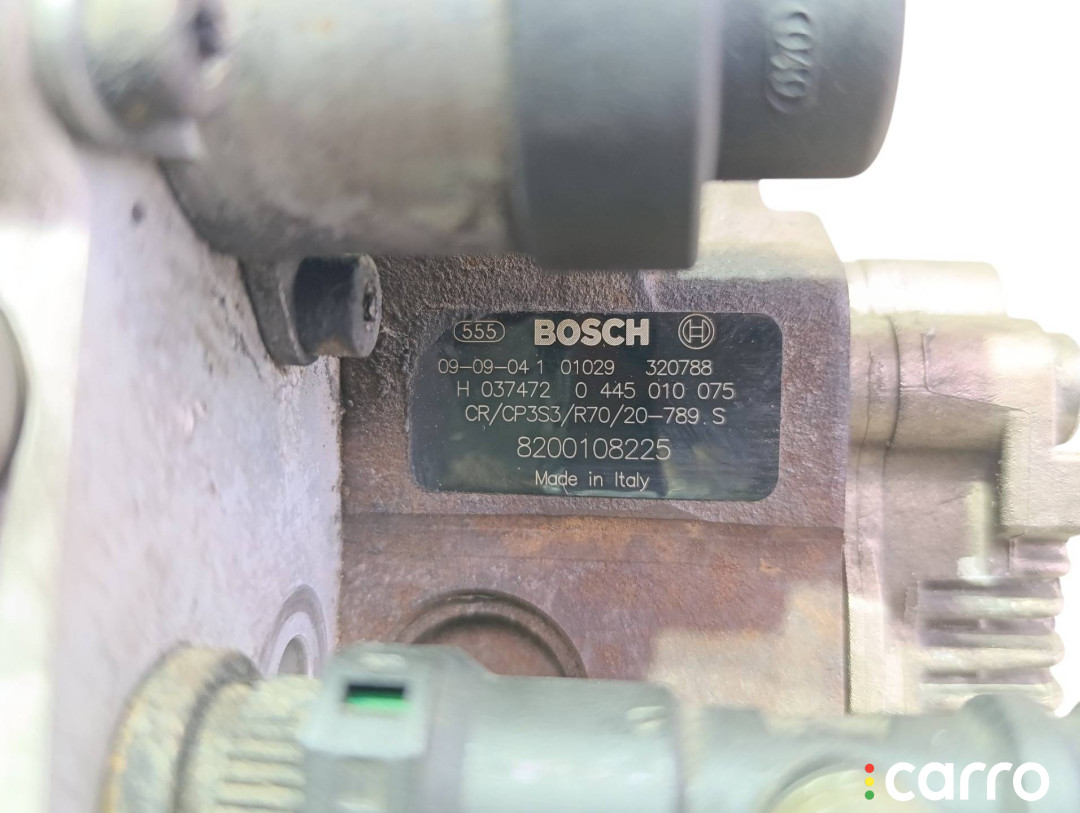 555 BOSCH
09-09-04 1 01029 320788
H 037472 0 445 010 075
CR/CP3S3/R70/20-789 S
8200108225
Made in Italy
carro